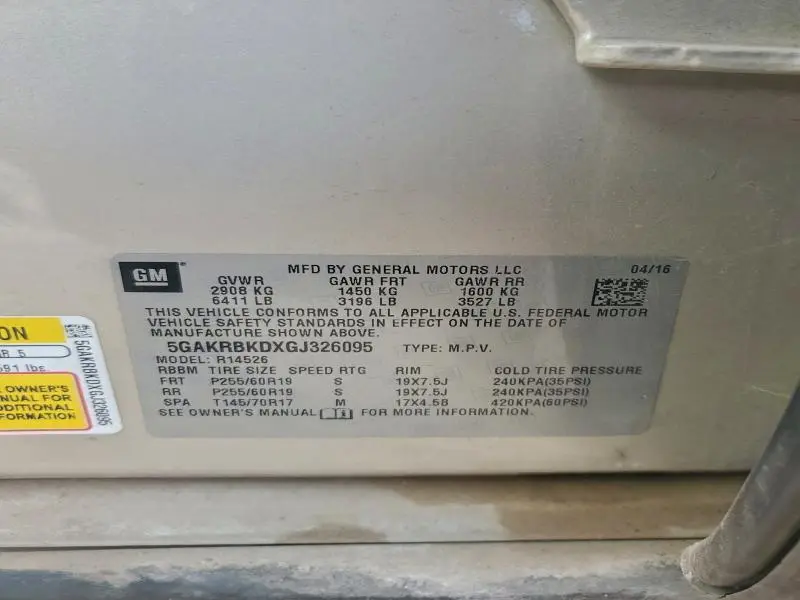 GM
MFD BY GENERAL MOTORS LLC 04/16
GVWR GAWR FRT GAWR RR
2908 KG 1450 KG 1600 KG
6411 LB 3196 LB 3527 LB
THIS VEHICLE CONFORMS TO ALL APPLICABLE U.S. FEDERAL MOTOR
VEHICLE SAFETY STANDARDS IN EFFECT ON THE DATE OF
MANUFACTURE SHOWN ABOVE.
5GAKRBKDXGJ326095 TYPE: M.P.V.
MODEL: R14526
RBBM TIRE SIZE SPEED RTG RIM COLD TIRE PRESSURE
FRT P255/60R19 S 19X7.5J 240KPA(35PSI)
RR P255/60R19 S 19X7.5J 240KPA(35PSI)
SPA T145/70R17 M 17X4.5B 420KPA(60PSI)
SEE OWNER'S MANUAL FOR MORE INFORMATION.
ON
R 5
591 lbs.
OWNER'S
NUAL FOR
DDITIONAL
FORMATION
5GAKRBKDXGJ326095